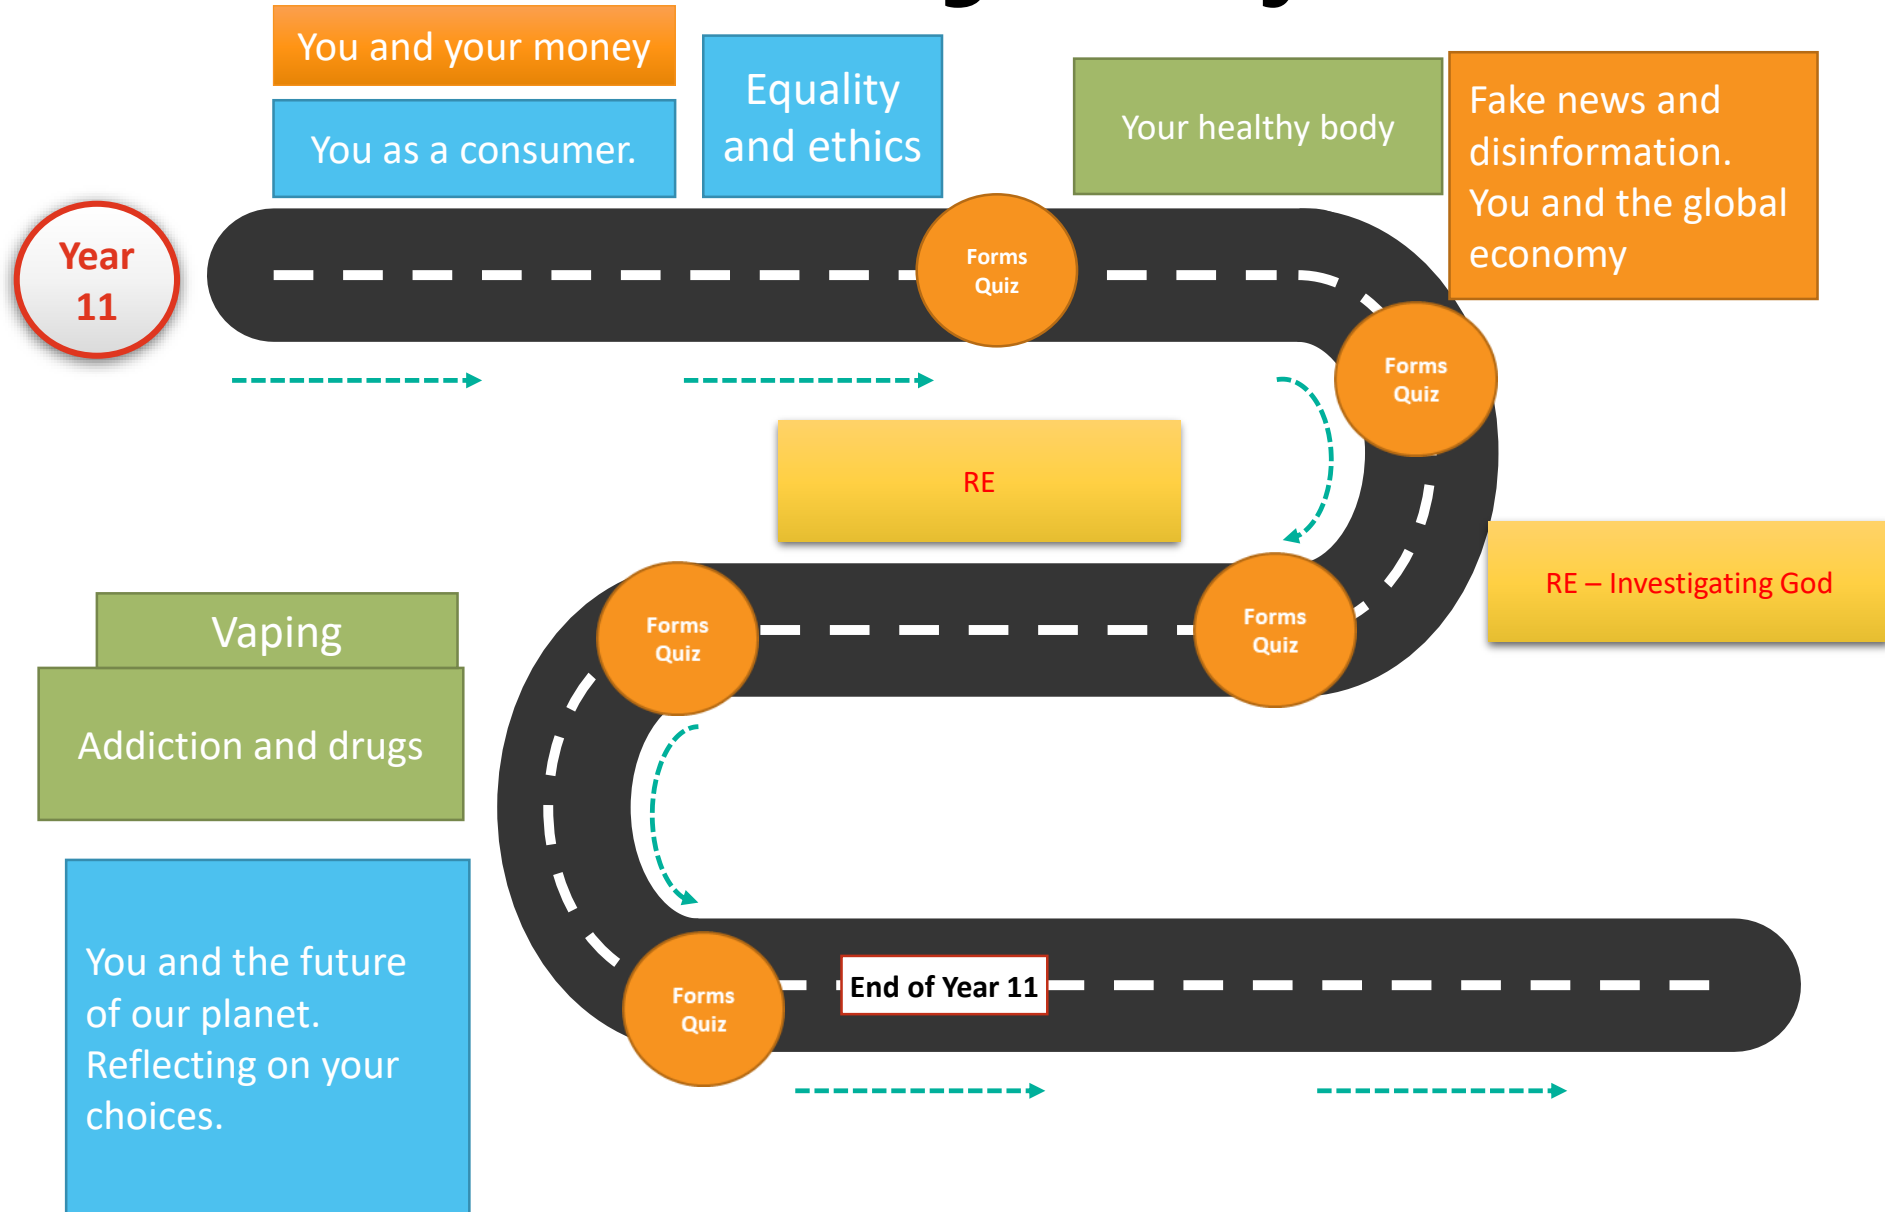 You and your money
You as a consumer.
Equality
and ethics
Your healthy body
Fake news and
disinformation.
You and the global
economy
Year
11
Forms
Quiz
Forms
Quiz
RE
RE – Investigating God
Forms
Quiz
Forms
Quiz
Vaping
Addiction and drugs
You and the future
of our planet.
Reflecting on your
choices.
Forms
Quiz
End of Year 11